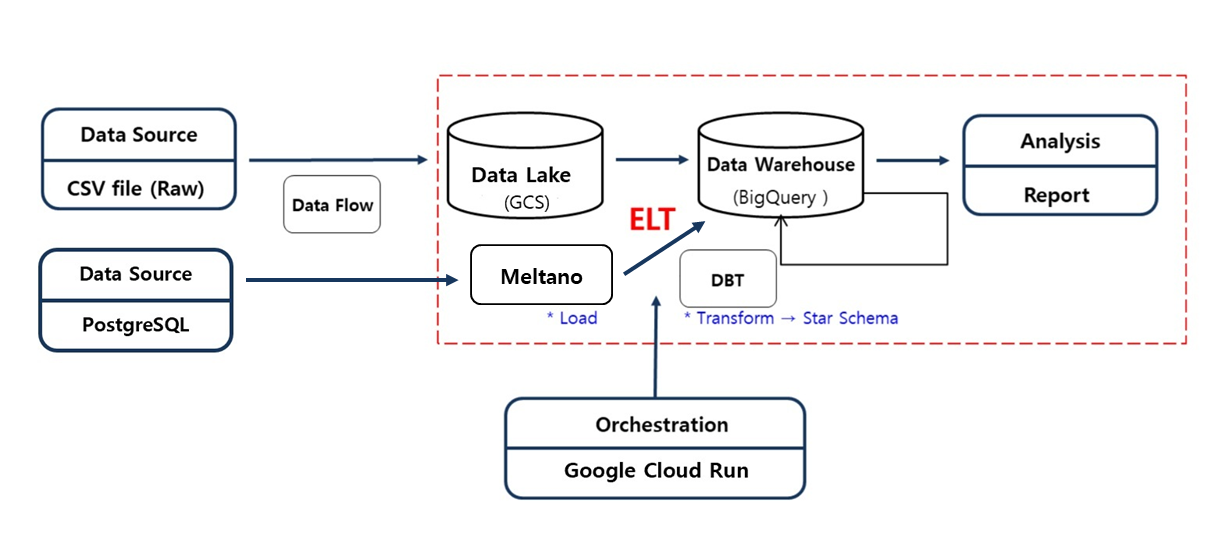 Data Source
CSV file (Raw)
Data Flow
Data Source
PostgreSQL
Data Lake
(GCS)
Meltano
* Load
ELT
Data Warehouse
(BigQuery )
DBT
* Transform → Star Schema
Analysis
Report
Orchestration
Google Cloud Run